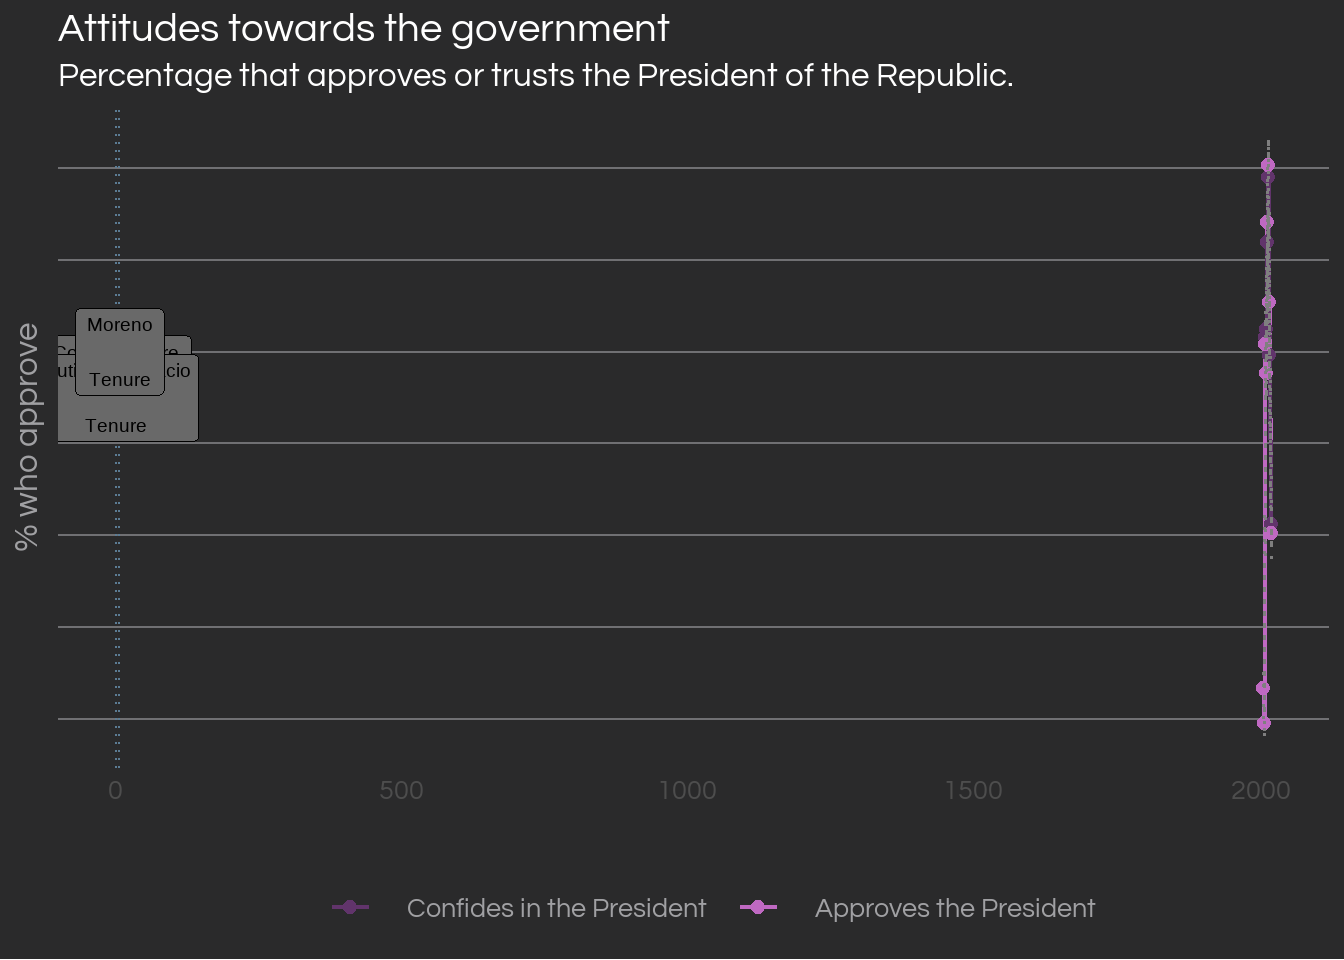 Attitudes towards the government
Percentage that approves or trusts the President of the Republic.
% who approve
Moreno
Tenure
cio
Tenure
0 500 1000 1500 2000
Confides in the President Approves the President